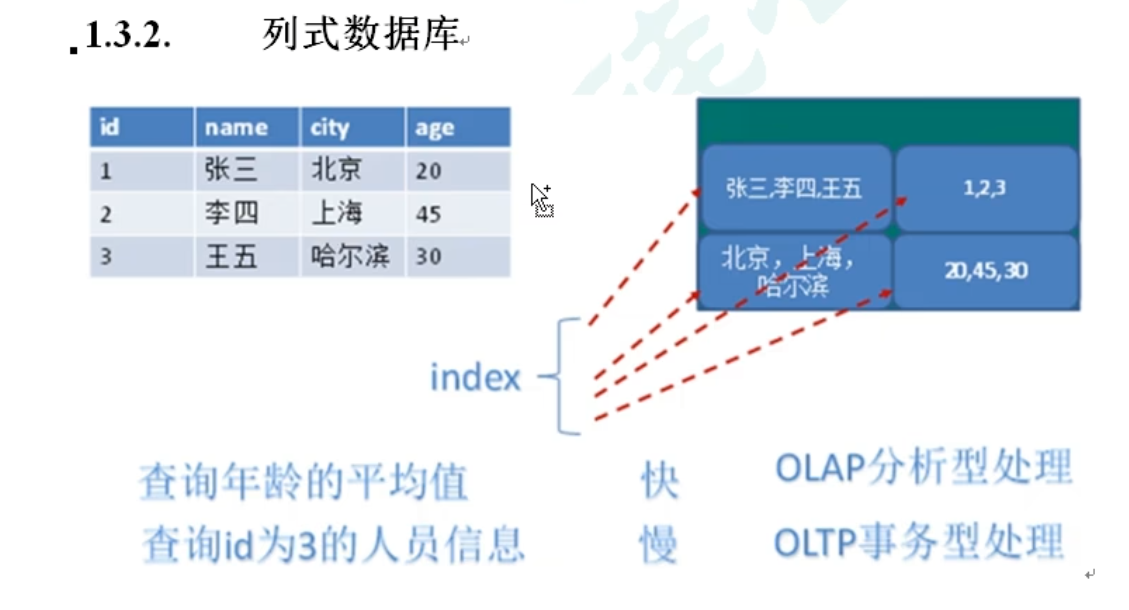 1.3.2. 列式数据库
id name city age
1 张三 北京 20
2 李四 上海 45
3 王五 哈尔滨 30
张三,李四,王五
1,2,3
北京，上海，
哈尔滨
20,45,30
index
查询年龄的平均值 快 OLAP分析型处理
查询id为3的人员信息 慢 OLTP事务型处理